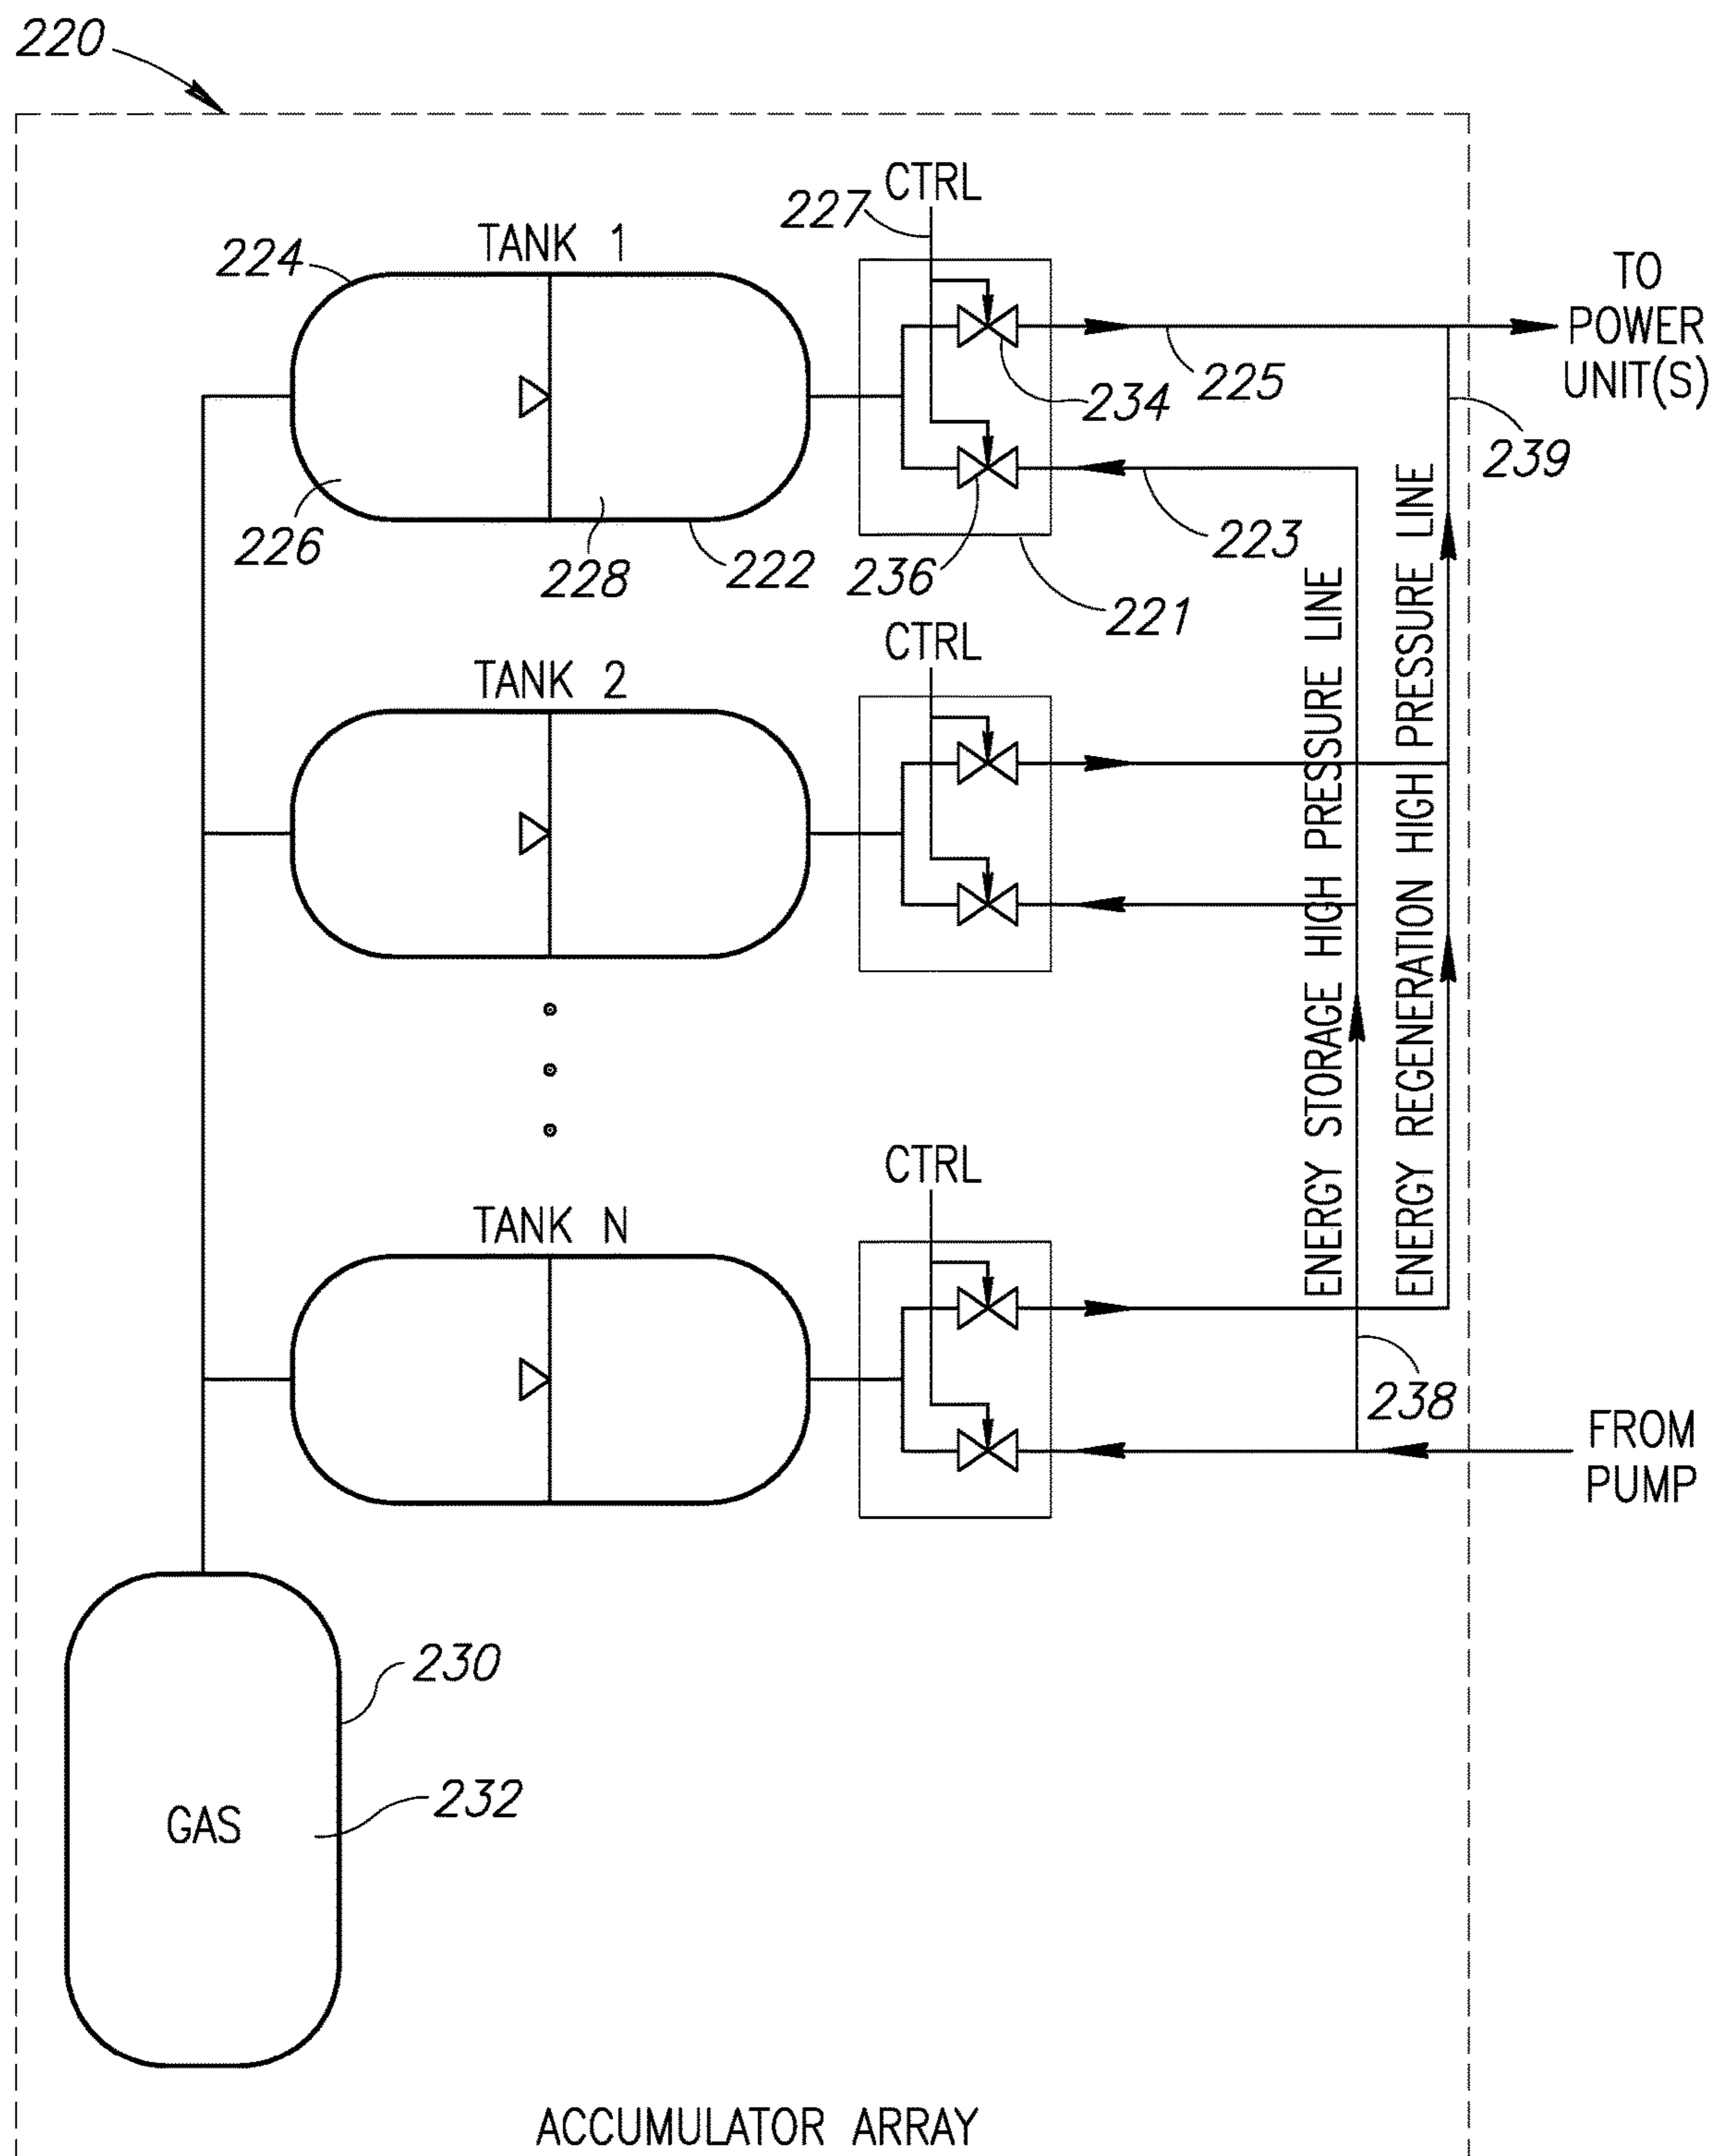 220
CTRL
227
TANK 1
224
TO
POWER
UNIT(S)
225
234
239
226
228
222
236
223
221
CTRL
TANK 2
ENERGY STORAGE HIGH PRESSURE LINE
ENERGY REGENERATION HIGH PRESSURE LINE
CTRL
TANK N
238
FROM
PUMP
230
GAS
232
ACCUMULATOR ARRAY